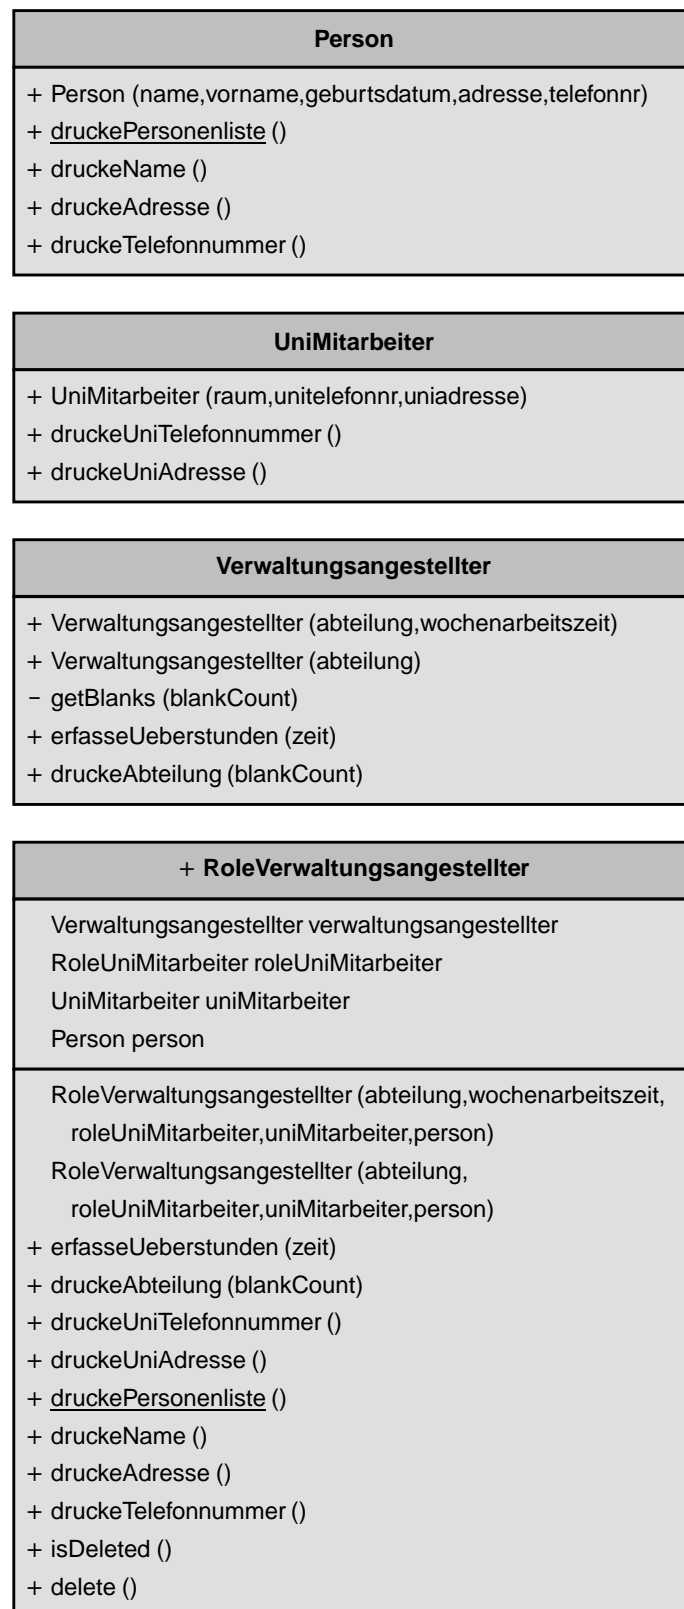 Person
+ Person (name,vorname,geburtsdatum,adresse,telefonnr)
+ druckePersonenliste ()
+ druckeName ()
+ druckeAdresse ()
+ druckeTelefonnummer ()
UniMitarbeiter
+ UniMitarbeiter (raum,unitelefonnr,uniadresse)
+ druckeUniTelefonnummer ()
+ druckeUniAdresse ()
Verwaltungsangestellter
+ Verwaltungsangestellter (abteilung,wochenarbeitszeit)
+ Verwaltungsangestellter (abteilung)
− getBlanks (blankCount)
+ erfasseUeberstunden (zeit)
+ druckeAbteilung (blankCount)
+ RoleVerwaltungsangestellter
Verwaltungsangestellter verwaltungsangestellter
RoleUniMitarbeiter roleUniMitarbeiter
UniMitarbeiter uniMitarbeiter
Person person
RoleVerwaltungsangestellter (abteilung,wochenarbeitszeit,
roleUniMitarbeiter,uniMitarbeiter,person)
RoleVerwaltungsangestellter (abteilung,
roleUniMitarbeiter,uniMitarbeiter,person)
+ erfasseUeberstunden (zeit)
+ druckeAbteilung (blankCount)
+ druckeUniTelefonnummer ()
+ druckeUniAdresse ()
+ druckePersonenliste ()
+ druckeName ()
+ druckeAdresse ()
+ druckeTelefonnummer ()
+ isDeleted ()
+ delete ()